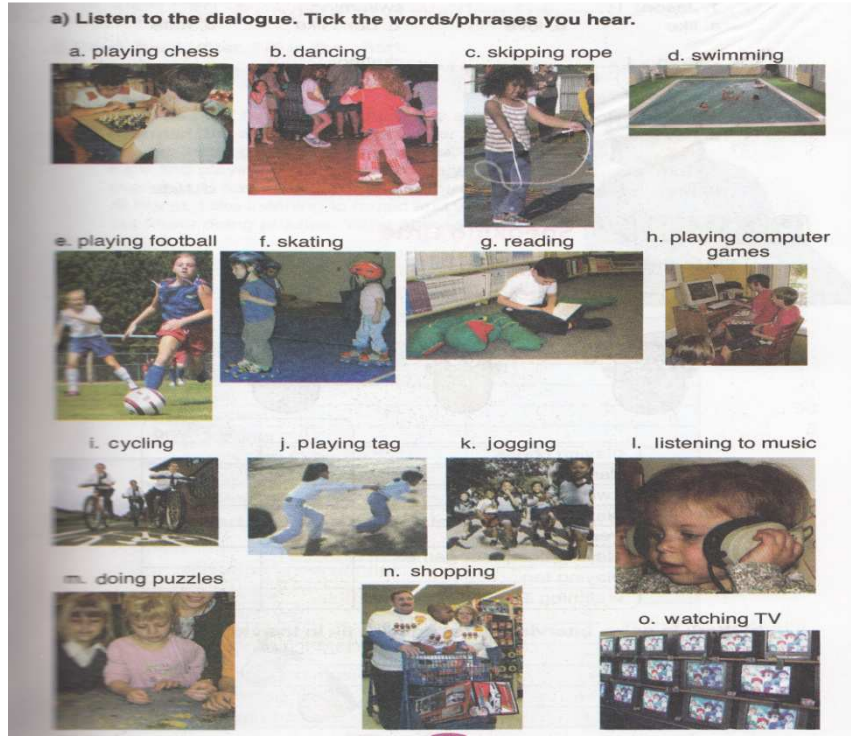 a) Listen to the dialogue. Tick the words/phrases you hear.
a. playing chess
b. dancing
c. skipping rope
d. swimming
e. playing football
f. skating
g. reading
h. playing computer
games
i. cycling
j. playing tag
k. jogging
l. listening to music
m. doing puzzles
n. shopping
o. watching TV